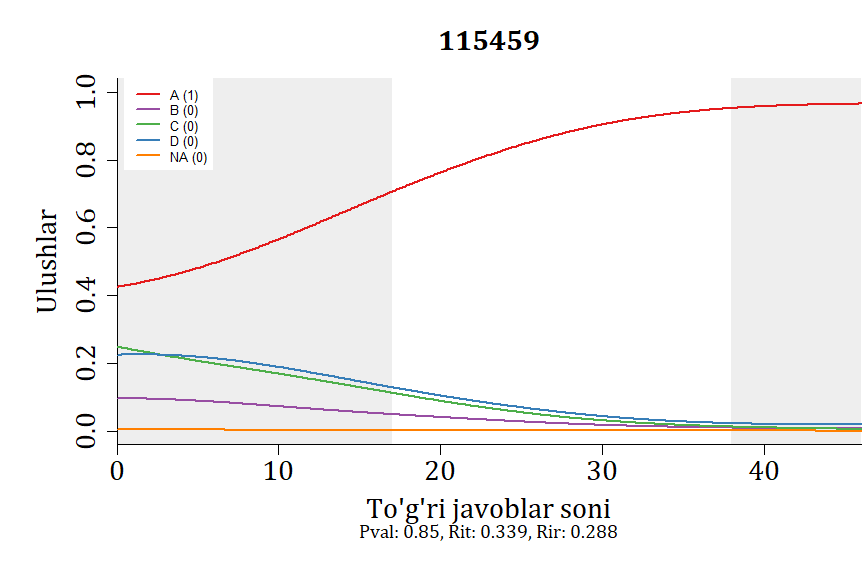 115459
A (1)
B (0)
C (0)
D (0)
NA (0)
1.0
0.8
0.6
0.4
0.2
0.0
Ulushlar
0 10 20 30 40
To'g'ri javoblar soni
Pval: 0.85, Rit: 0.339, Rir: 0.288